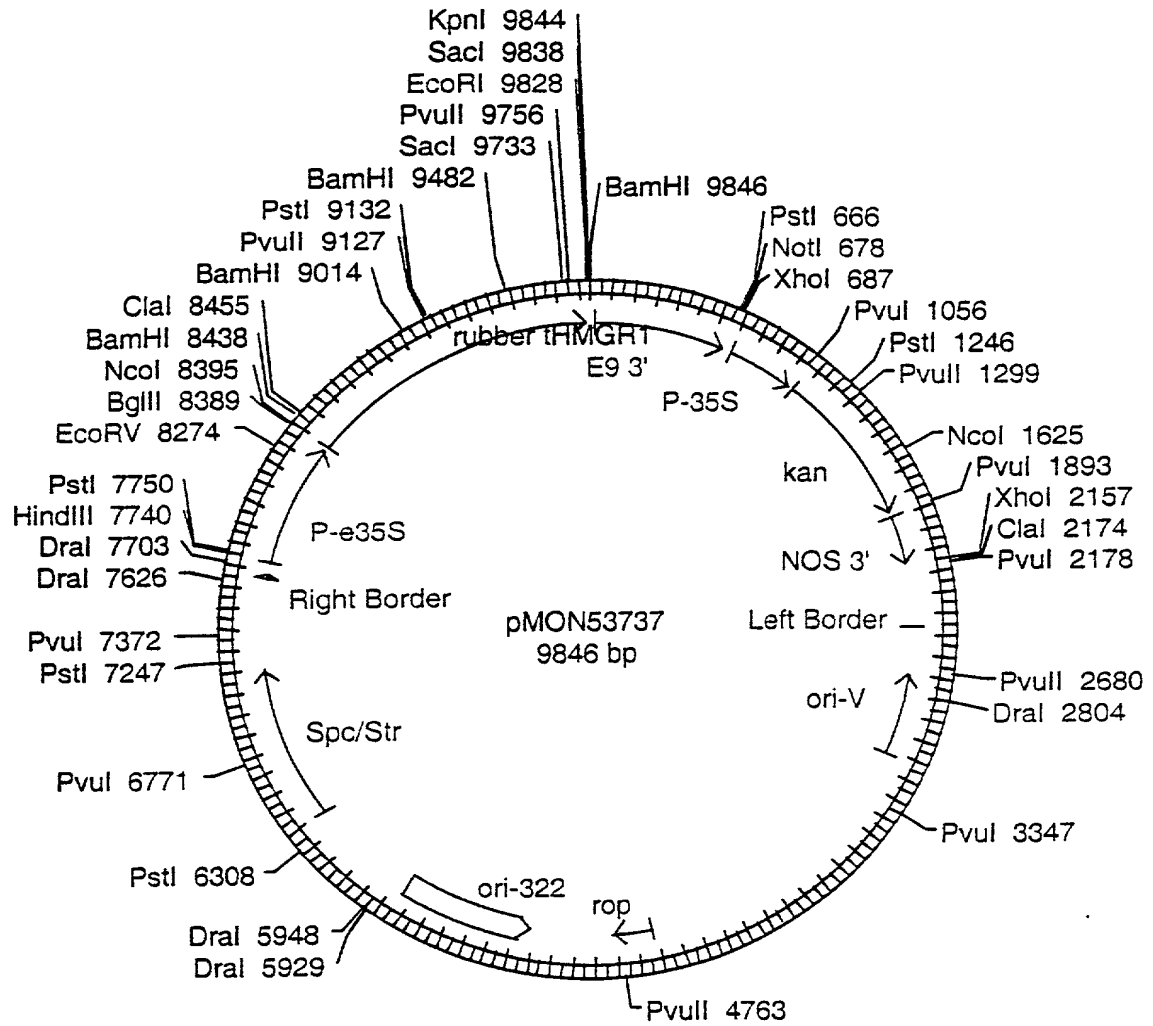 KpnI 9844
SacI 9838
EcoRI 9828
PvuII 9756
SacI 9733
BamHI 9482
PstI 9132
PvuII 9127
BamHI 9014
ClaI 8455
BamHI 8438
NcoI 8395
BglII 8389
EcoRV 8274
PstI 7750
HindIII 7740
DraI 7703
DraI 7626
PvuI 7372
PstI 7247
PvuI 6771
PstI 6308
DraI 5948
DraI 5929
BamHI 9846
PstI 666
NotI 678
XhoI 687
PvuI 1056
PstI 1246
PvuII 1299
NcoI 1625
PvuI 1893
XhoI 2157
ClaI 2174
PvuI 2178
PvuII 2680
DraI 2804
PvuI 3347
PvuII 4763
rubber tHMGR1
E9 3'
P-35S
kan
NOS 3'
Left Border
ori-V
rop
ori-322
Spc/Str
Right Border
P-e35S
pMON53737
9846 bp